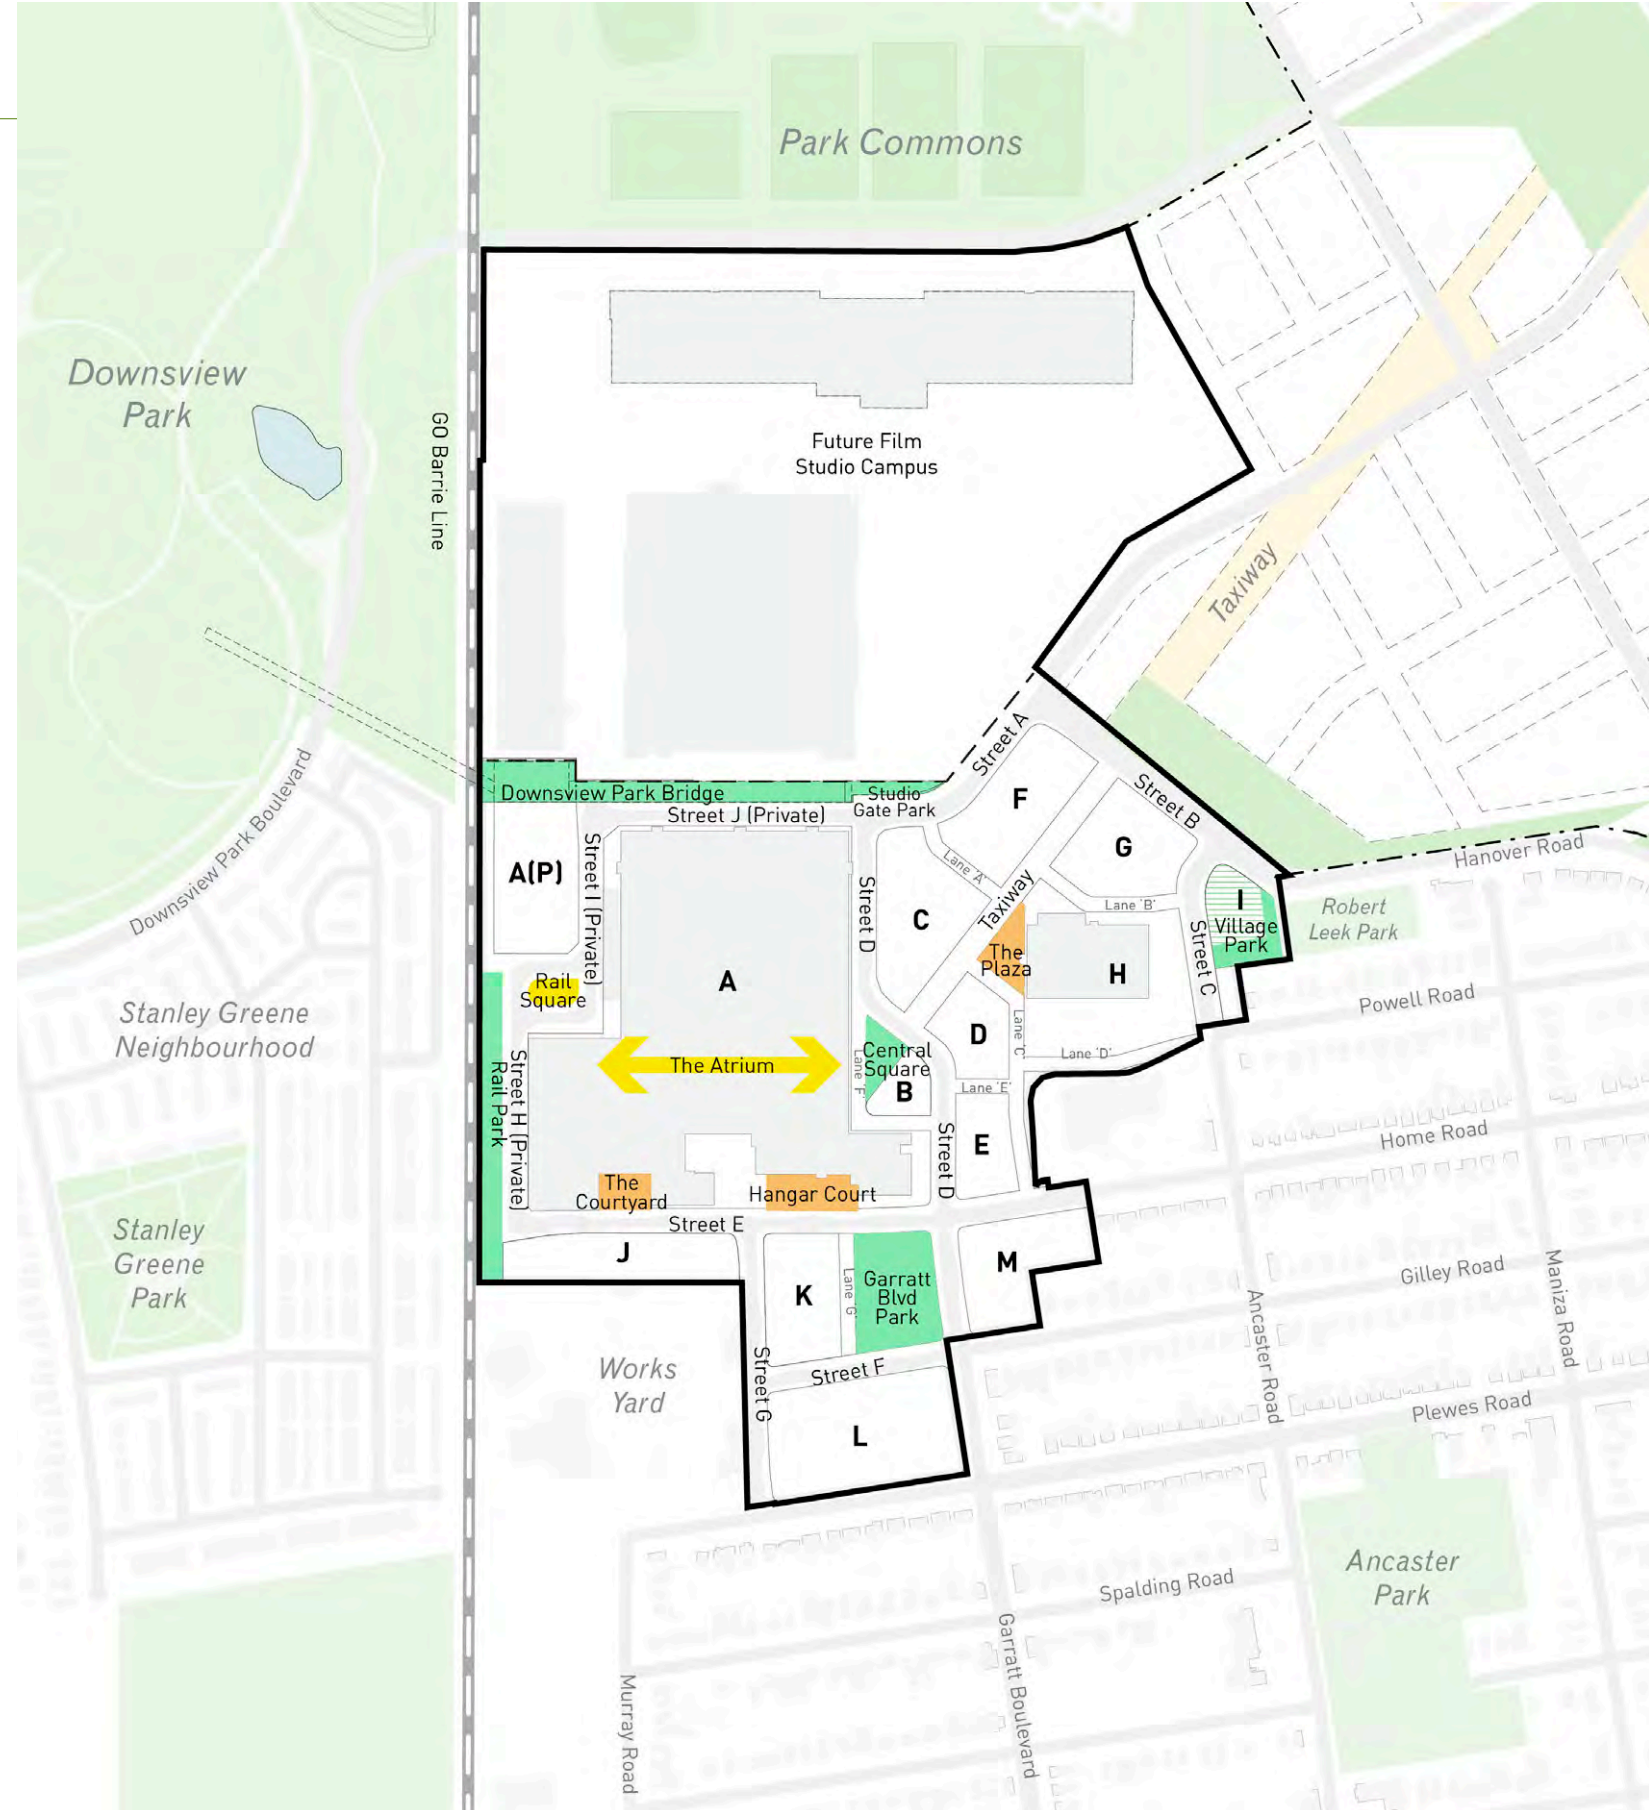 Park Commons
Downsview
Park
GO Barrie Line
Future Film
Studio Campus
Taxiway
Downsview Park Boulevard
Street A
Downsview Park Bridge
Studio
Gate Park
Street J (Private)
Street B
F
G
Hanover Road
A(P)
Street I (Private)
Street D
Lane 'A'
Taxiway
Lane 'B'
I
Village
Park
Robert
Leek Park
C
Street C
The
Plaza
H
A
Rail
Square
Powell Road
Stanley Greene
Neighbourhood
D
Lane 'C'
Lane 'D'
The Atrium
Central
Square
Lane 'F'
B
Lane 'E'
Rail Park
Street H (Private)
Street D
E
Home Road
The
Courtyard
Hangar Court
Street E
Stanley
Greene
Park
J
K
Lane 'G'
Garratt
Blvd
Park
M
Gilley Road
Maniza Road
Ancaster Road
Works
Yard
Street G
Street F
Plewes Road
L
Ancaster
Park
Spalding Road
Garratt Boulevard
Murray Road